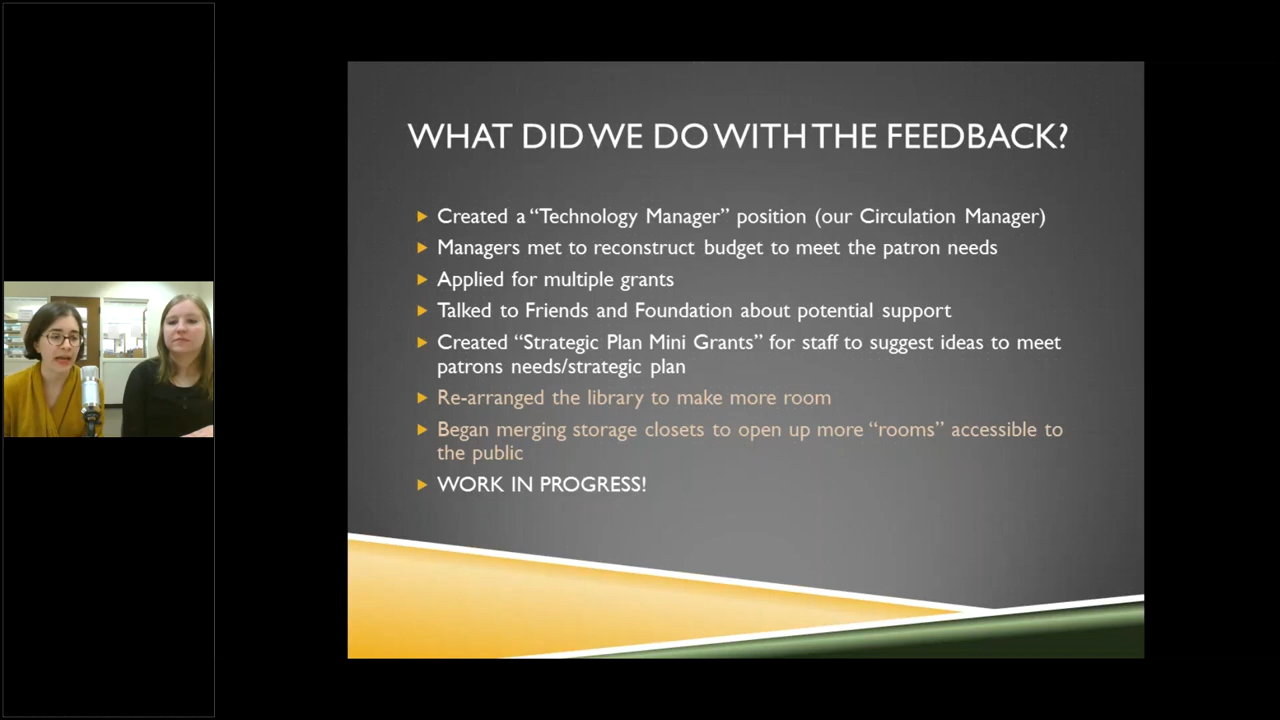 WHAT DID WE DO WITH THE FEEDBACK?
Created a “Technology Manager” position (our Circulation Manager)
Managers met to reconstruct budget to meet the patron needs
Applied for multiple grants
Talked to Friends and Foundation about potential support
Created “Strategic Plan Mini Grants” for staff to suggest ideas to meet
patrons needs/strategic plan
Re-arranged the library to make more room
Began merging storage closets to open up more “rooms” accessible to
the public
WORK IN PROGRESS!